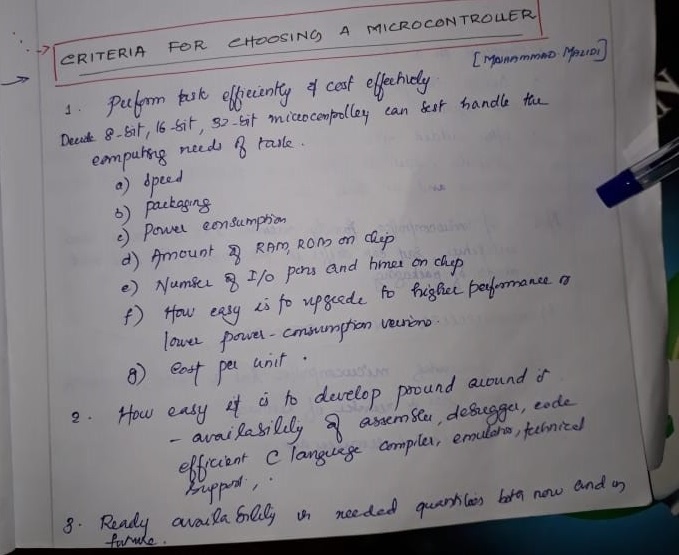 CRITERIA FOR CHOOSING A MICROCONTROLLER
[MOHAMMAD MAZIDI]
1. Perform task efficiently & cost effectively
Decide 8-bit, 16-bit, 32-bit microcontrolley can best handle the
computing needs of task.
a) Speed
b) packaging
c) Power consumption
d) Amount of RAM, ROM on chip
e) Number of I/O pins and timer on chip
f) How easy is to upgrade to higher performance or
lower power-consumption versions.
g) Cost per unit.
2. How easy it is to develop around it
- availability of assembler, debugger, code
efficient C language compiler, emulator, technical
support,.
3. Ready availability in needed quantities both now and in
future.